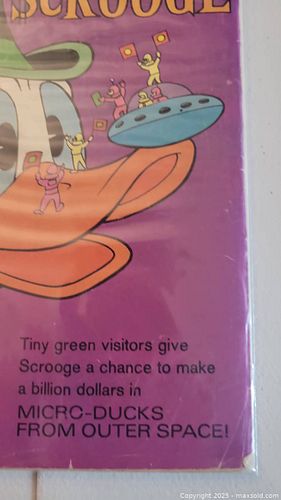 SCROOGE
Tiny green visitors give
Scrooge a chance to make
a billion dollars in
MICRO-DUCKS
FROM OUTER SPACE!
Copyright 2023 - maxsold.com